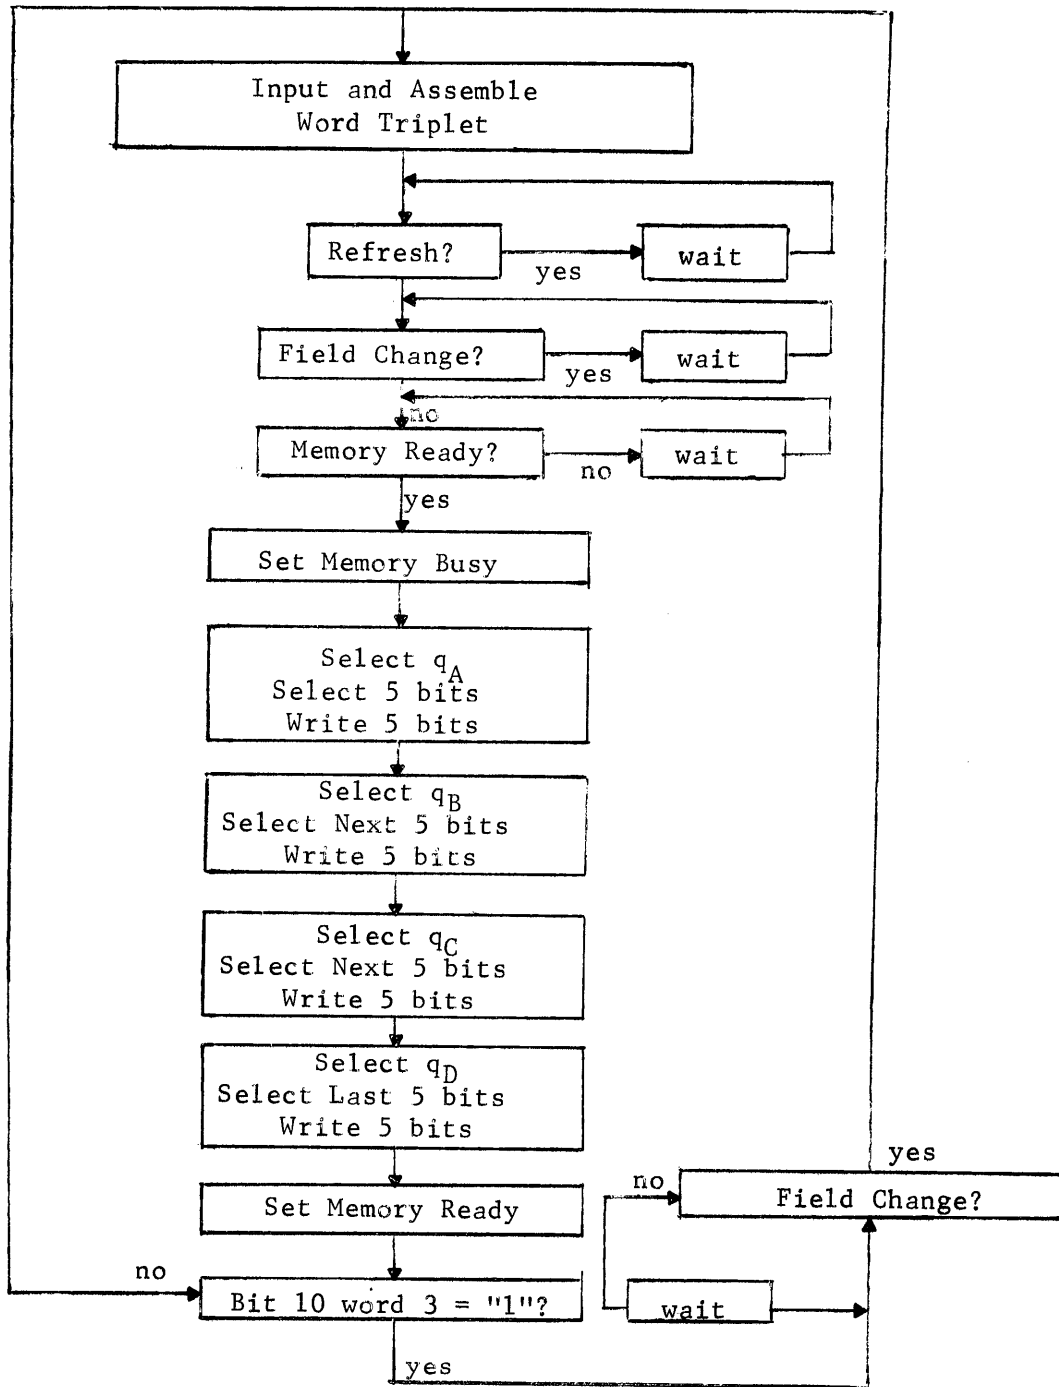 Input and Assemble
Word Triplet
Refresh?
yes
wait
Field Change?
yes
wait
no
Memory Ready?
no
wait
yes
Set Memory Busy
Select qA
Select 5 bits
Write 5 bits
Select qB
Select Next 5 bits
Write 5 bits
Select qC
Select Next 5 bits
Write 5 bits
Select qD
Select Last 5 bits
Write 5 bits
yes
no
Field Change?
Set Memory Ready
no
Bit 10 word 3 = "1"?
wait
yes